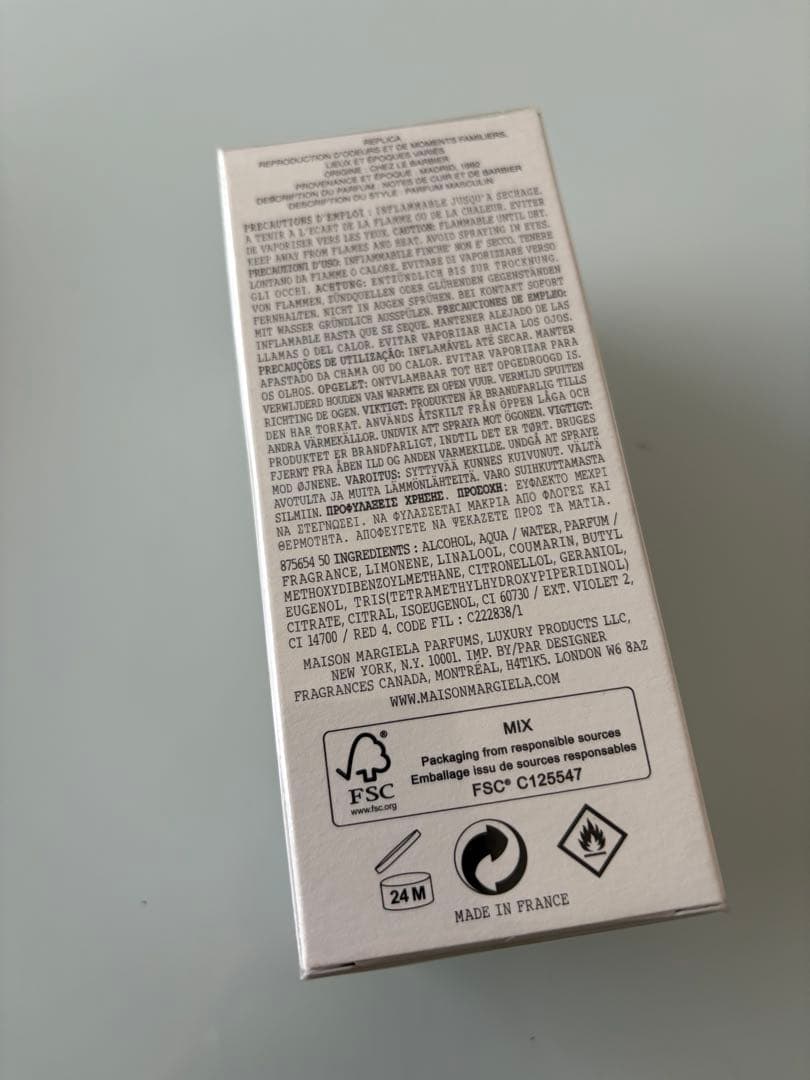 REPLICA
REPRODUCTION D'ODEURS ET DE MOMENTS FAMILIERS,
LIEUX ET ÉPOQUES VARIÉS
ORIGINE : CHEZ LE BARBIER
PROVENANCE ET ÉPOQUE : MADRID, 1992
DESCRIPTION DU PARFUM : NOTES DE CUIR ET DE BARBIER
DESCRIPTION DU STYLE : PARFUM MASCULIN
PRECAUTIONS D'EMPLOI : INFLAMMABLE JUSQU'A SECHAGE.
A TENIR A L'ECART DE LA FLAMME OU DE LA CHALEUR. EVITER
DE VAPORISER VERS LES YEUX. CAUTION: FLAMMABLE UNTIL DRY.
KEEP AWAY FROM FLAMES AND HEAT. AVOID SPRAYING IN EYES.
PRECAUZIONI D'USO: INFIAMMABILE FINCHE' NON E' SECCO. TENERE
LONTANO DA FIAMME O CALORE. EVITARE DI VAPORIZZARE VERSO
GLI OCCHI. ACHTUNG: ENTZÜNDLICH BIS ZUR TROCKNUNG.
VON FLAMMEN, ZÜNDQUELLEN ODER GLÜHENDEN GEGENSTÄNDEN
FERNHALTEN. NICHT IN AUGEN SPRÜHEN. BEI KONTAKT SOFORT
MIT WASSER GRÜNDLICH AUSSPÜLEN. PRECAUCIONES DE EMPLEO:
INFLAMABLE HASTA QUE SE SEQUE. MANTENER ALEJADO DE LAS
LLAMAS O DEL CALOR. EVITAR VAPORIZAR HACIA LOS OJOS.
PRECAUÇÕES DE UTILIZAÇÃO: INFLAMÁVEL ATÉ SECAR. MANTER
AFASTADO DA CHAMA OU DO CALOR. EVITAR VAPORIZAR PARA
OS OLHOS. OPGELET: ONTVLAMBAAR TOT HET OPGEDROOGD IS.
VERWIJDERD HOUDEN VAN WARMTE EN OPEN VUUR. VERMIJD SPUITEN
RICHTING DE OGEN. VIKTIGT: PRODUKTEN ÄR BRANDFARLIG TILLS
DEN HAR TORKAT. ANVÄNDS ÅTSKILT FRÅN ÖPPEN LÅGA OCH
ANDRA VÄRMEKÄLLOR. UNDVIK ATT SPRAYA MOT ÖGONEN. VIGTIGT:
PRODUKTET ER BRANDFARLIGT, INDTIL DET ER TØRT. BRUGES
FJERNT FRA ÅBEN ILD OG ANDEN VARMEKILDE. UNDGÅ AT SPRAYE
MOD ØJNENE. VAROITUS: SYTTYVÄÄ KUNNES KUIVUNUT. VÄLTÄ
AVOTULTA JA MUITA LÄMMÖNLÄHTEITÄ. VARO SUIHKUTTAMASTA
SILMIIN. ΠΡΟΦΥΛΑΞΕΙΣ ΧΡΗΣΗΣ. ΠΡΟΣΟΧΗ: ΕΥΦΛΕΚΤΟ ΜΕΧΡΙ
ΝΑ ΣΤΕΓΝΩΣΕΙ. ΝΑ ΦΥΛΑΣΣΕΤΑΙ ΜΑΚΡΙΑ ΑΠΟ ΦΛΟΓΕΣ ΚΑΙ
ΘΕΡΜΟΤΗΤΑ. ΑΠΟΦΕΥΓΕΤΕ ΝΑ ΨΕΚΑΖΕΤΕ ΠΡΟΣ ΤΑ ΜΑΤΙΑ.
875654 50 INGREDIENTS : ALCOHOL, AQUA / WATER, PARFUM /
FRAGRANCE, LIMONENE, LINALOOL, COUMARIN, BUTYL
METHOXYDIBENZOYLMETHANE, CITRONELLOL, GERANIOL,
EUGENOL, TRIS(TETRAMETHYLHYDROXYPIPERIDINOL)
CITRATE, CITRAL, ISOEUGENOL, CI 60730 / EXT. VIOLET 2,
CI 14700 / RED 4. CODE FIL : C222838/1
MAISON MARGIELA PARFUMS, LUXURY PRODUCTS LLC,
NEW YORK, N.Y. 10001. IMP. BY/PAR DESIGNER
FRAGRANCES CANADA, MONTRÉAL, H4T1K5. LONDON W6 8AZ
WWW.MAISONMARGIELA.COM
FSC®
www.fsc.org
MIX
Packaging from responsible sources
Emballage issu de sources responsables
FSC® C125547
24 M
MADE IN FRANCE